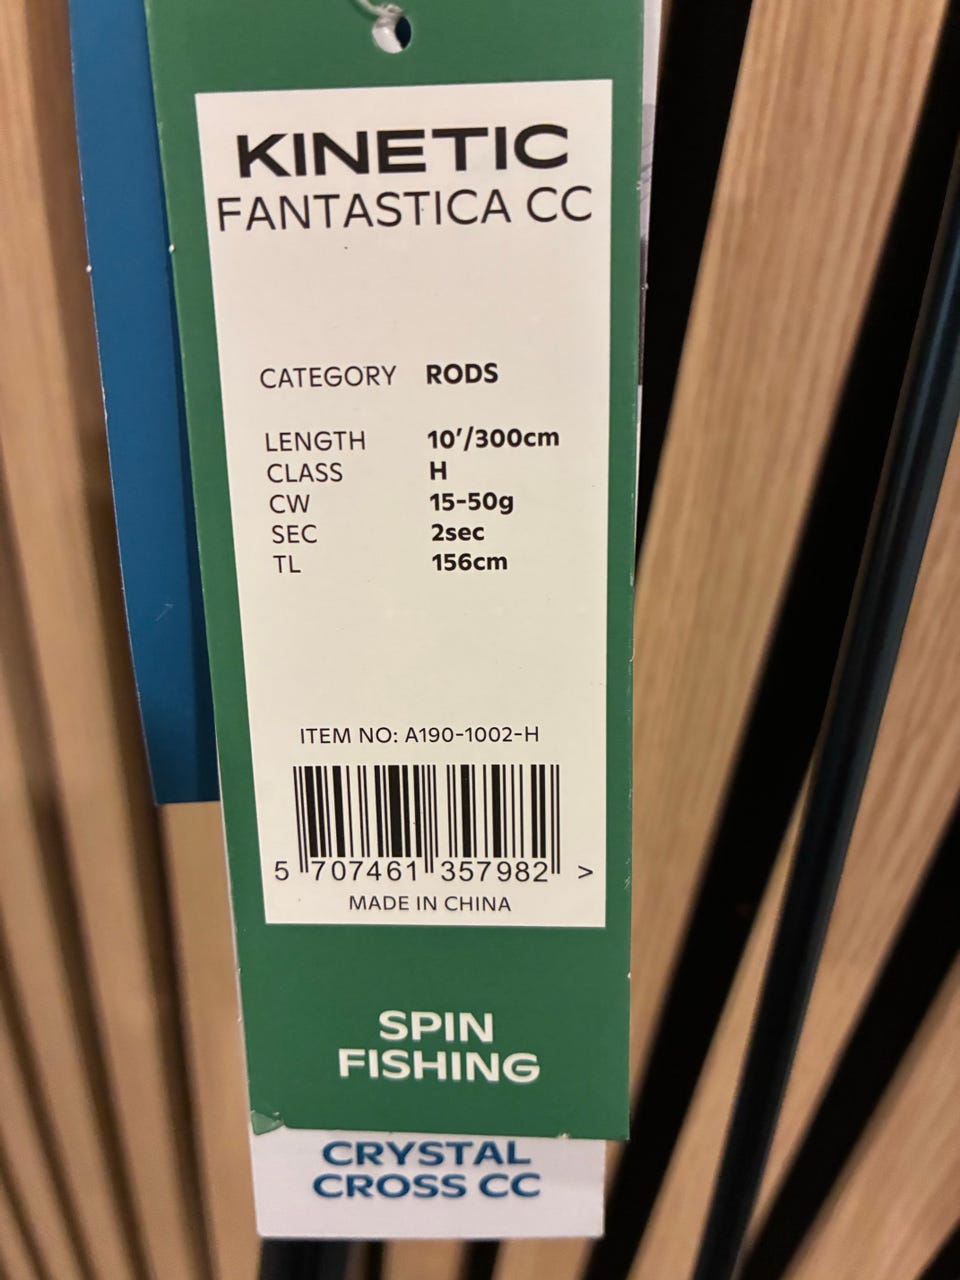 KINETIC
FANTASTICA CC
CATEGORY RODS
LENGTH 10'/300cm
CLASS H
CW 15-50g
SEC 2sec
TL 156cm
ITEM NO: A190-1002-H
5 707461 357982 >
MADE IN CHINA
SPIN
FISHING
CRYSTAL
CROSS CC